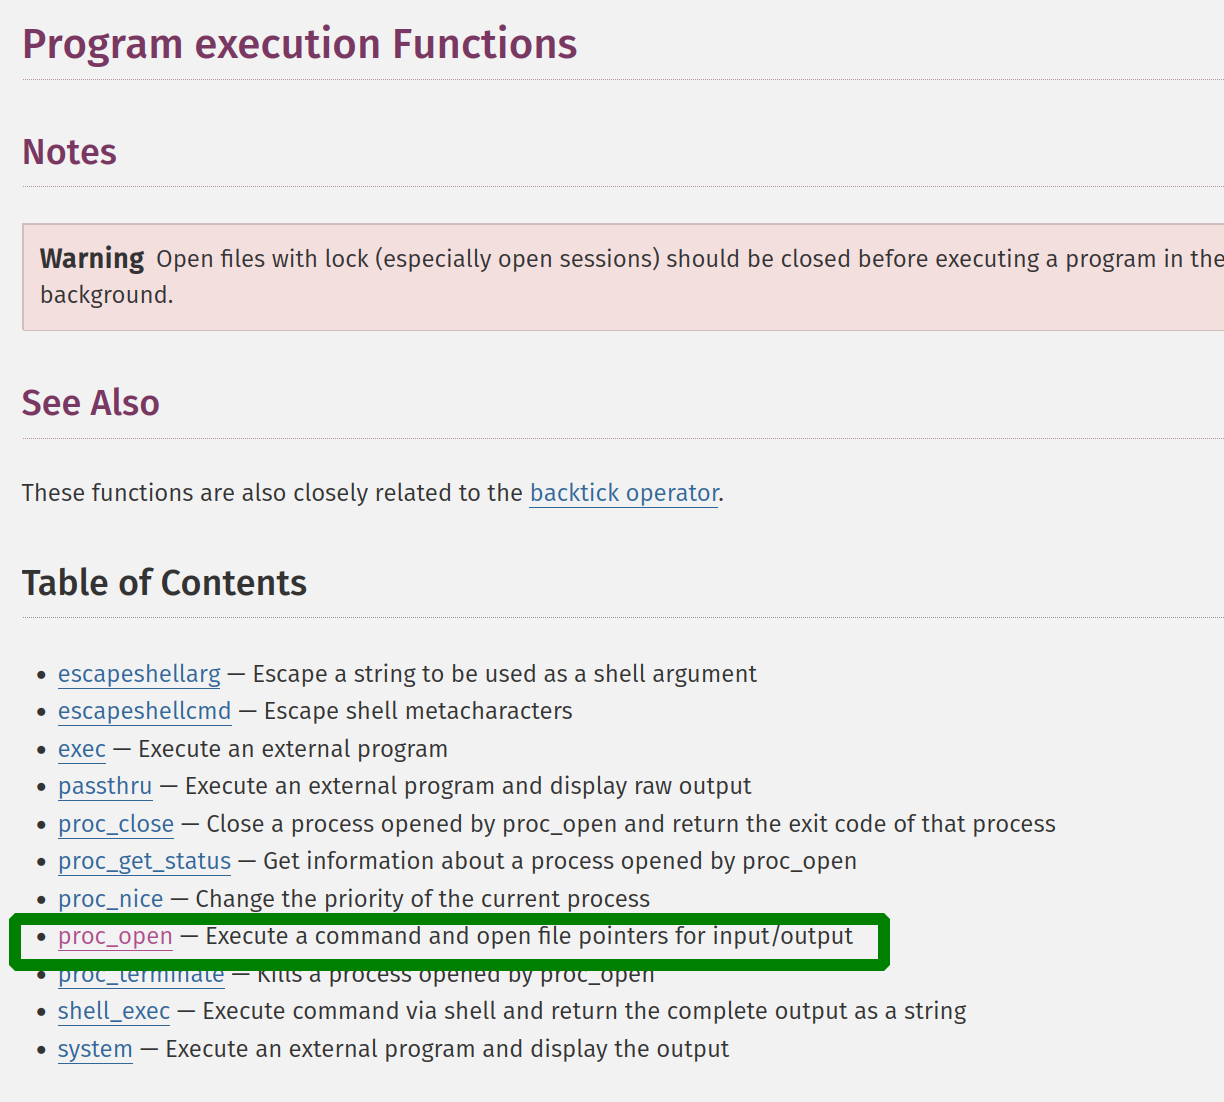 Program execution Functions
Notes
Warning Open files with lock (especially open sessions) should be closed before executing a program in the
background.
See Also
These functions are also closely related to the backtick operator.
Table of Contents
• escapeshellarg — Escape a string to be used as a shell argument
• escapeshellcmd — Escape shell metacharacters
• exec — Execute an external program
• passthru — Execute an external program and display raw output
• proc_close — Close a process opened by proc_open and return the exit code of that process
• proc_get_status — Get information about a process opened by proc_open
• proc_nice — Change the priority of the current process
• proc_open — Execute a command and open file pointers for input/output
• proc_terminate — Kills a process opened by proc_open
• shell_exec — Execute command via shell and return the complete output as a string
• system — Execute an external program and display the output